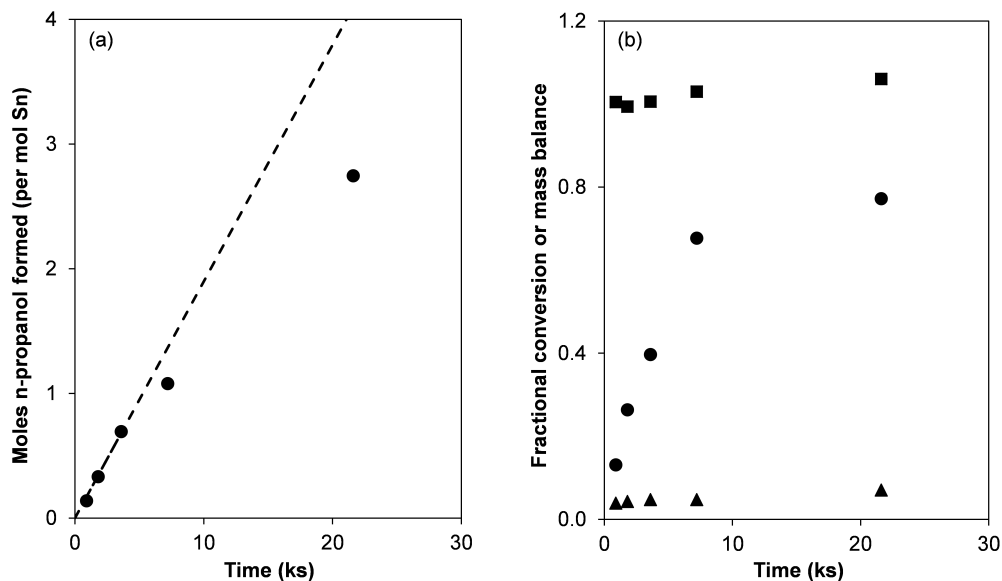 (a)
Moles n-propanol formed (per mol Sn)
4
3
2
1
0
0 10 20 30
Time (ks)
(b)
Fractional conversion or mass balance
1.2
0.8
0.4
0.0
0 10 20 30
Time (ks)